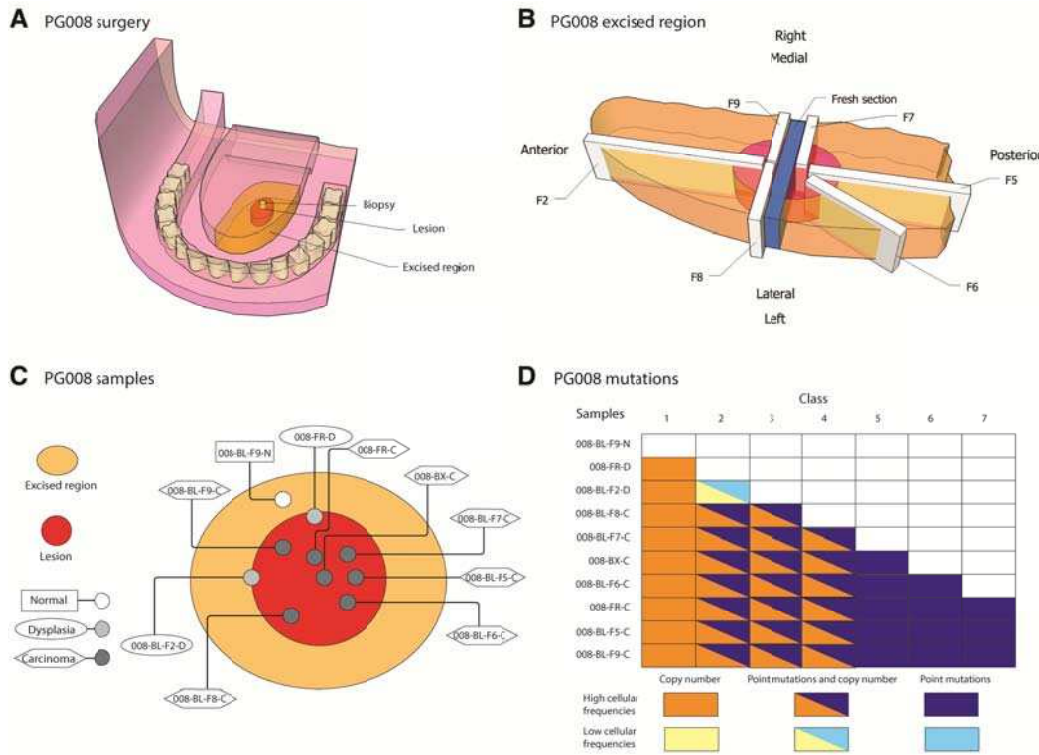 A PG008 surgery
Biopsy
Lesion
Excised region
B PG008 excised region
Right
Medial
Fresh section
F9
F7
Anterior
Posterior
F2
F5
F8
F6
Lateral
Left
C PG008 samples
008-FR-D
008-BL-F9-N
008-FR-C
008-BX-C
008-BL-F9-C
008-BL-F7-C
Excised region
008-BL-F5-C
Lesion
Normal
Dysplasia
008-BL-F6-C
Carcinoma
008-BL-F2-D
008-BL-F8-C
D PG008 mutations
Class
Samples 1 2 3 4 5 6 7
008-BL-F9-N
008-FR-D
008-BL-F2-D
008-BL-F8-C
008-BL-F7-C
008-BX-C
008-BL-F6-C
008-FR-C
008-BL-F5-C
008-BL-F9-C
Copy number Point mutations and copy number Point mutations
High cellular
frequencies
Low cellular
frequencies